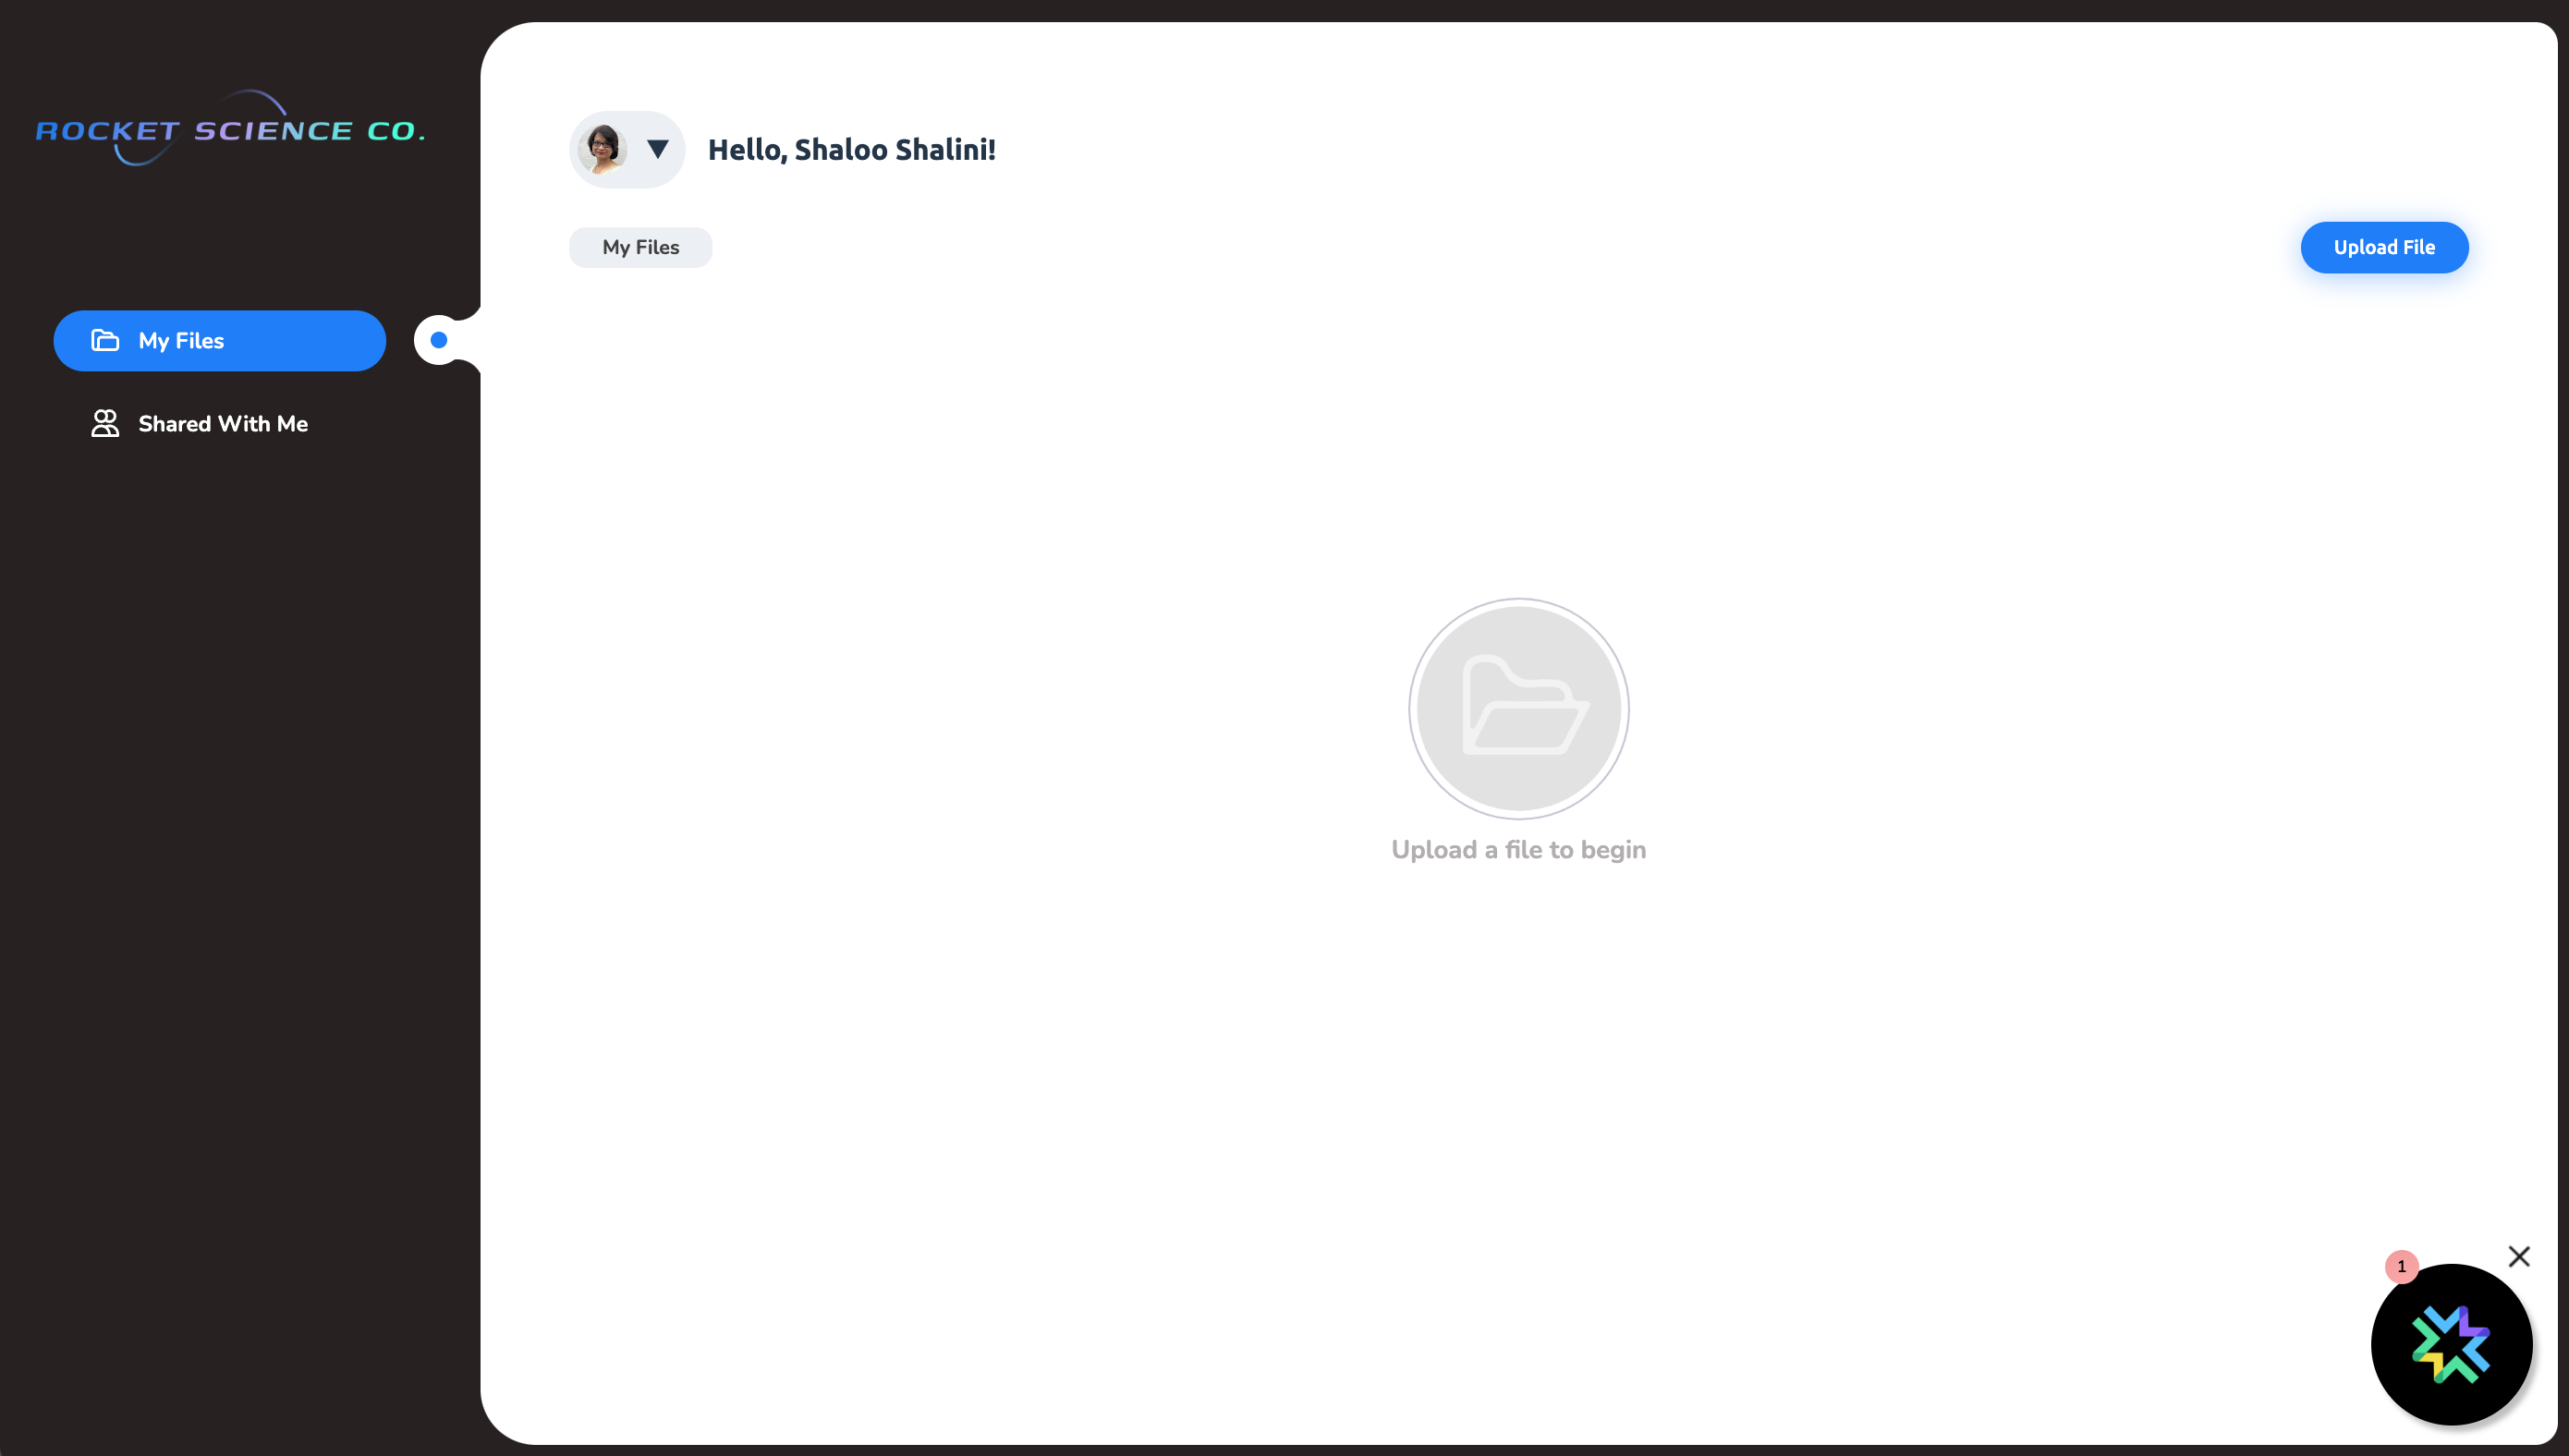 ROCKET SCIENCE CO.
My Files
Shared With Me
Hello, Shaloo Shalini!
My Files
Upload File
Upload a file to begin
1